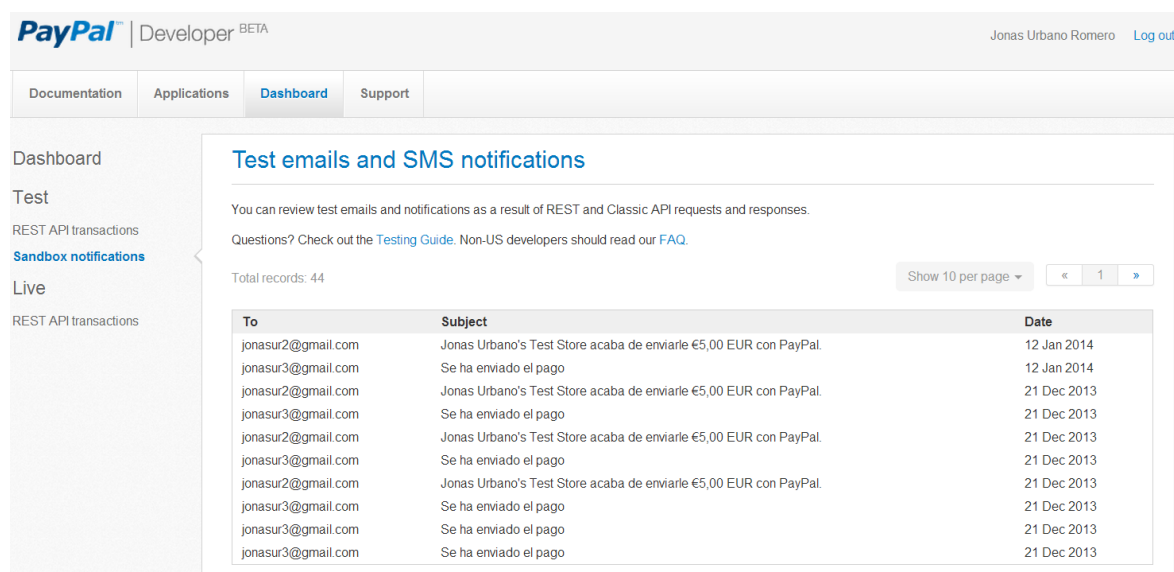 PayPal™ | Developer BETA
Jonas Urbano Romero Log out
Documentation Applications Dashboard Support
Dashboard
Test
REST API transactions
Sandbox notifications
Live
REST API transactions
Test emails and SMS notifications
You can review test emails and notifications as a result of REST and Classic API requests and responses.
Questions? Check out the Testing Guide. Non-US developers should read our FAQ.
Total records: 44
Show 10 per page
« 1 »
To Subject Date
jonasur2@gmail.com Jonas Urbano's Test Store acaba de enviarle €5,00 EUR con PayPal. 12 Jan 2014
jonasur3@gmail.com Se ha enviado el pago 12 Jan 2014
jonasur2@gmail.com Jonas Urbano's Test Store acaba de enviarle €5,00 EUR con PayPal. 21 Dec 2013
jonasur3@gmail.com Se ha enviado el pago 21 Dec 2013
jonasur2@gmail.com Jonas Urbano's Test Store acaba de enviarle €5,00 EUR con PayPal. 21 Dec 2013
jonasur3@gmail.com Se ha enviado el pago 21 Dec 2013
jonasur2@gmail.com Jonas Urbano's Test Store acaba de enviarle €5,00 EUR con PayPal. 21 Dec 2013
jonasur3@gmail.com Se ha enviado el pago 21 Dec 2013
jonasur3@gmail.com Se ha enviado el pago 21 Dec 2013
jonasur3@gmail.com Se ha enviado el pago 21 Dec 2013